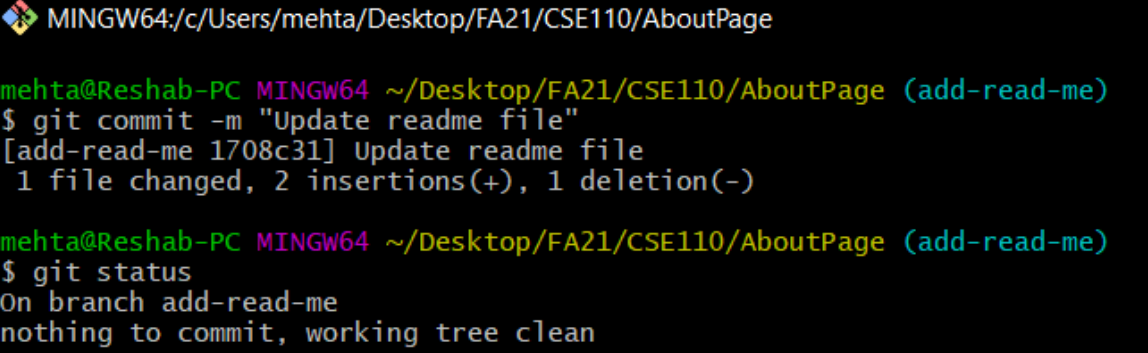 MINGW64:/c/Users/mehta/Desktop/FA21/CSE110/AboutPage
mehta@Reshab-PC MINGW64 ~/Desktop/FA21/CSE110/AboutPage (add-read-me)
$ git commit -m "Update readme file"
[add-read-me 1708c31] Update readme file
 1 file changed, 2 insertions(+), 1 deletion(-)
mehta@Reshab-PC MINGW64 ~/Desktop/FA21/CSE110/AboutPage (add-read-me)
$ git status
On branch add-read-me
nothing to commit, working tree clean